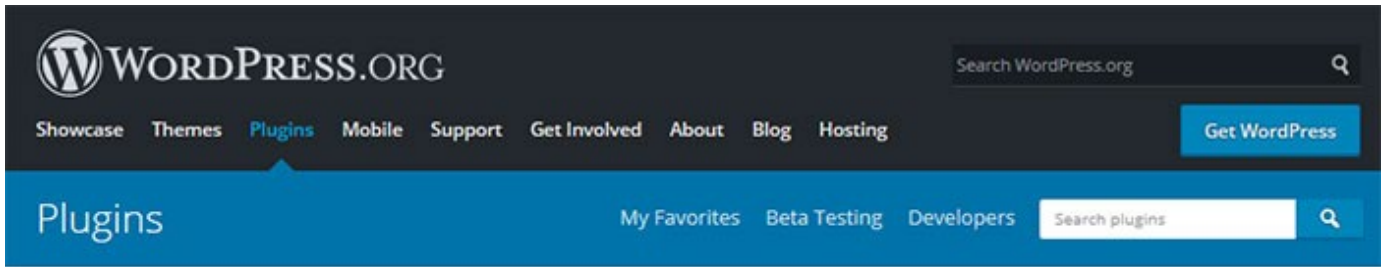 WORDPRESS.ORG
Search WordPress.org
Showcase Themes Plugins Mobile Support Get Involved About Blog Hosting
Get WordPress
Plugins
My Favorites Beta Testing Developers
Search plugins